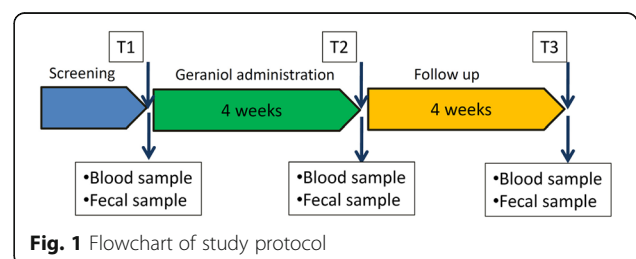 T1
T2
T3
Screening
Geraniol administration
Follow up
4 weeks
4 weeks
•Blood sample
•Fecal sample
•Blood sample
•Fecal sample
•Blood sample
•Fecal sample
Fig. 1 Flowchart of study protocol